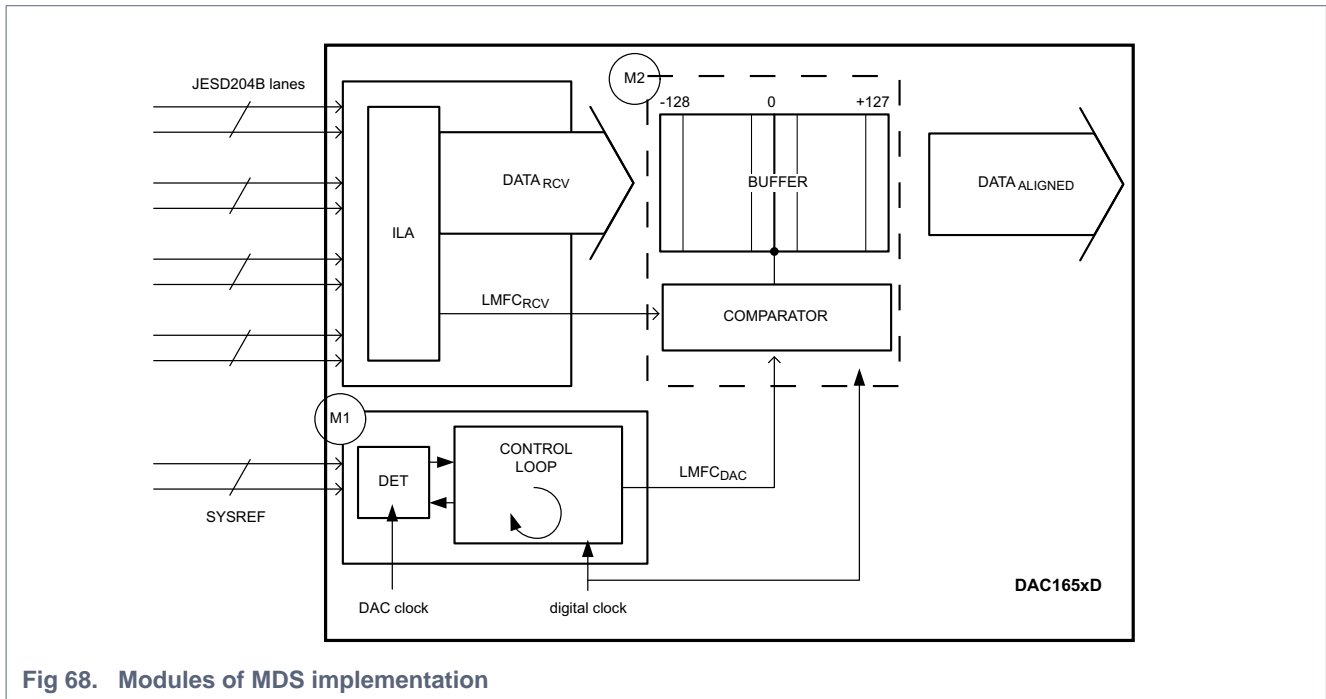 JESD204B lanes
ILA
DATA RCV
LMFC RCV
M2
-128 0 +127
BUFFER
COMPARATOR
DATA ALIGNED
M1
DET
CONTROL
LOOP
LMFC DAC
SYSREF
DAC clock
digital clock
DAC165xD
Fig 68. Modules of MDS implementation